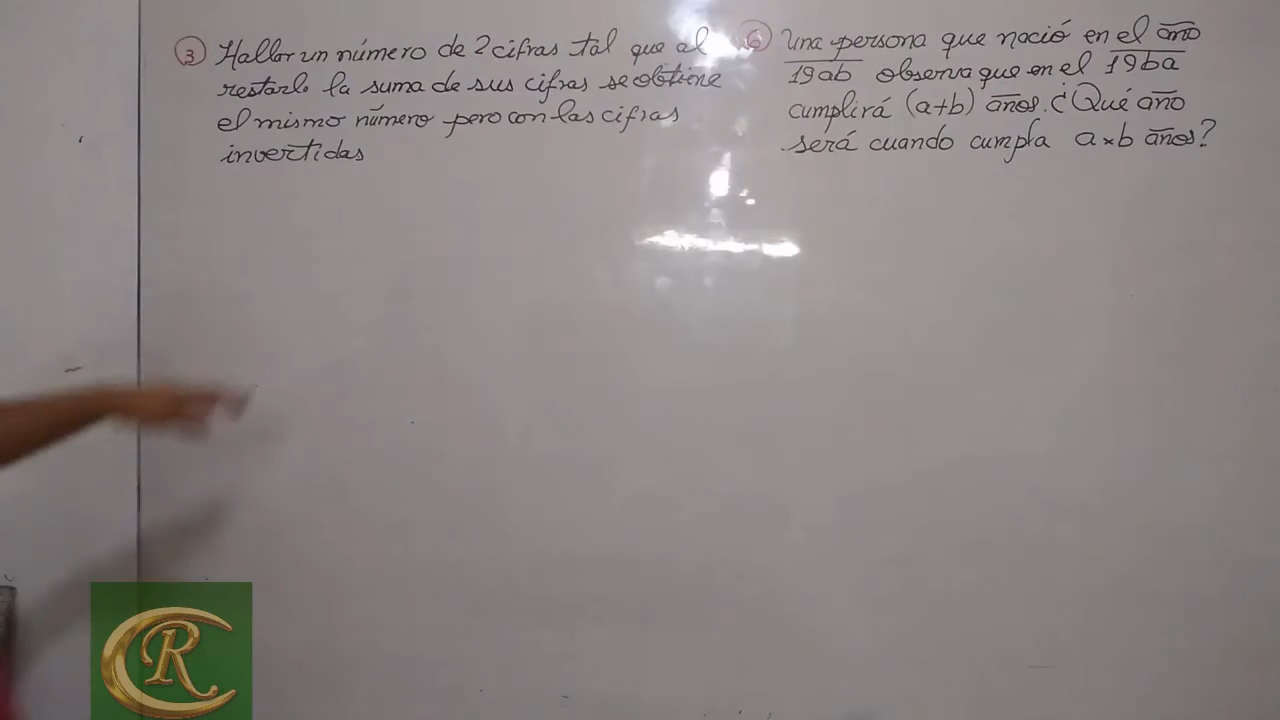 3 Hallar un número de 2 cifras tal que al
restarle la suma de sus cifras se obtiene
el mismo número pero con las cifras
invertidas
6 Una persona que nació en el año
19ab observa que en el 19ba
cumplirá (a+b) años. ¿Qué año
será cuando cumpla a×b años?
CR